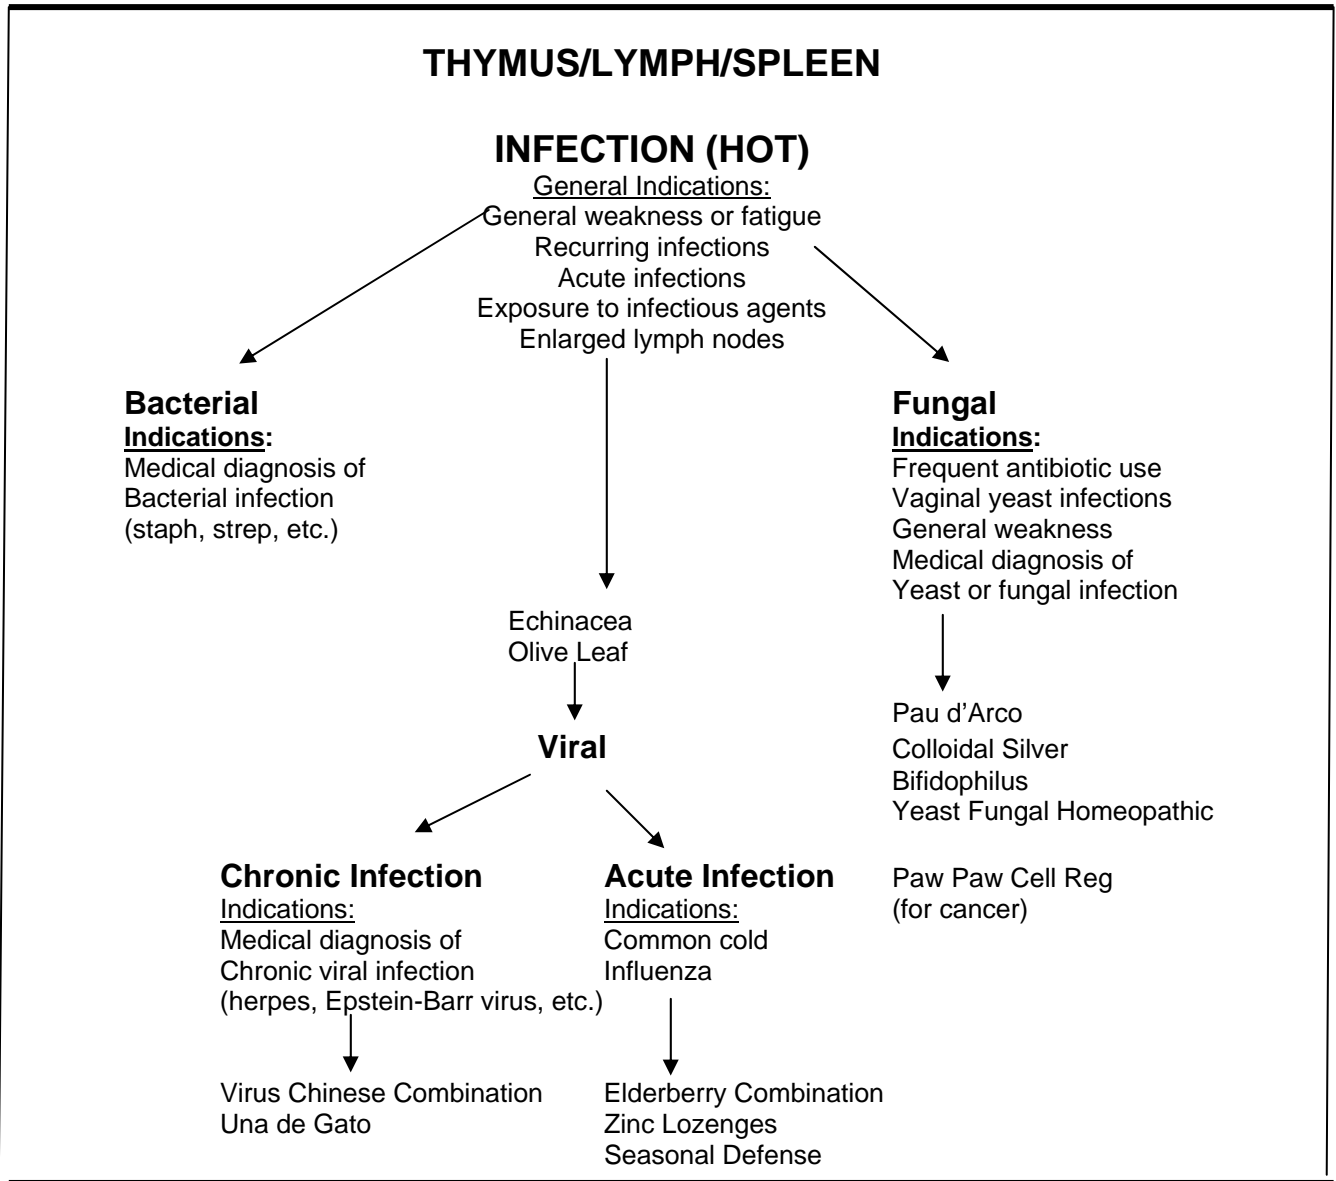 THYMUS/LYMPH/SPLEEN
INFECTION (HOT)
General Indications:
General weakness or fatigue
Recurring infections
Acute infections
Exposure to infectious agents
Enlarged lymph nodes
Bacterial
Indications:
Medical diagnosis of
Bacterial infection
(staph, strep, etc.)
Fungal
Indications:
Frequent antibiotic use
Vaginal yeast infections
General weakness
Medical diagnosis of
Yeast or fungal infection
Echinacea
Olive Leaf
Pau d’Arco
Colloidal Silver
Bifidophilus
Yeast Fungal Homeopathic
Paw Paw Cell Reg
(for cancer)
Viral
Chronic Infection
Indications:
Medical diagnosis of
Chronic viral infection
(herpes, Epstein-Barr virus, etc.)
Virus Chinese Combination
Una de Gato
Acute Infection
Indications:
Common cold
Influenza
Elderberry Combination
Zinc Lozenges
Seasonal Defense